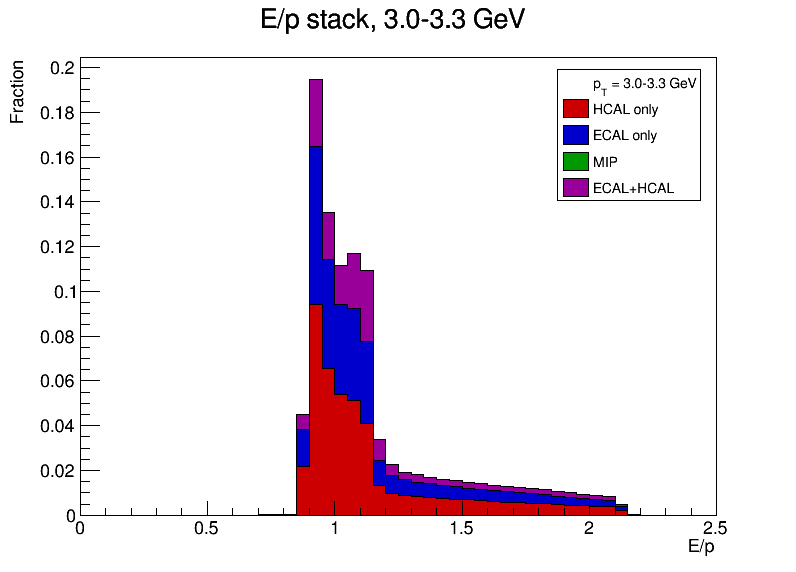 E/p stack, 3.0-3.3 GeV
Fraction
0.2
0.18
0.16
0.14
0.12
0.1
0.08
0.06
0.04
0.02
0
p_T = 3.0-3.3 GeV
HCAL only
ECAL only
MIP
ECAL+HCAL
0 0.5 1 1.5 2 2.5
E/p